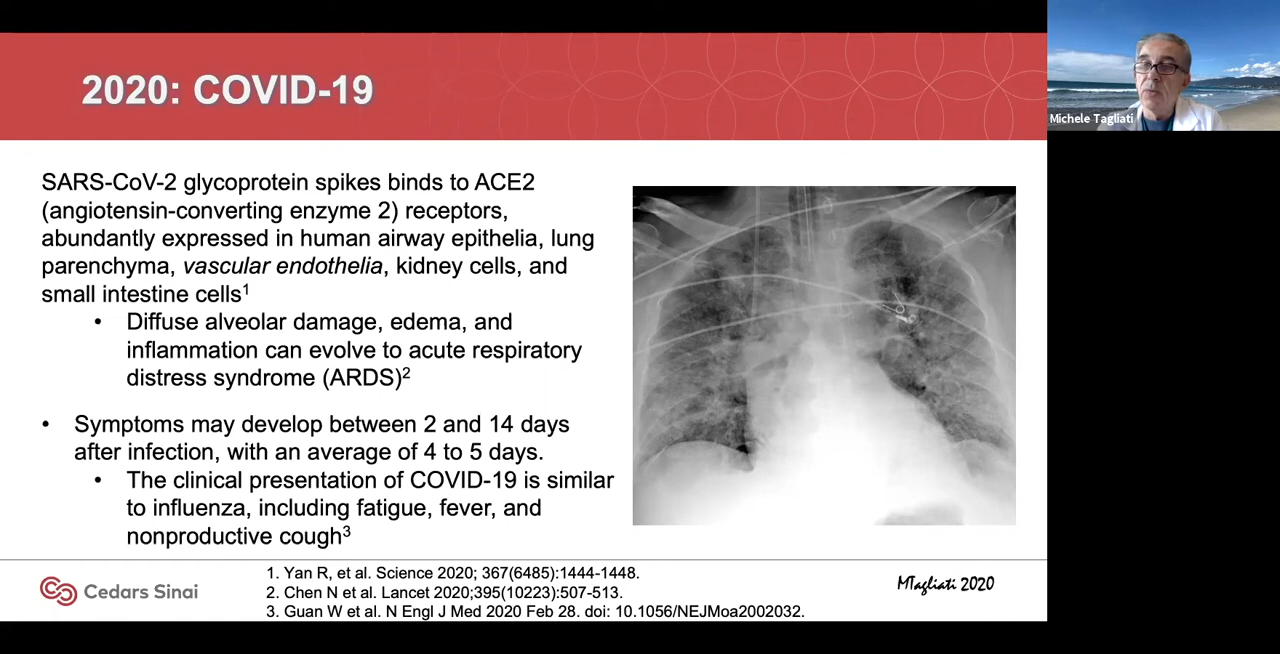 2020: COVID-19
Michele Tagliati
SARS-CoV-2 glycoprotein spikes binds to ACE2
(angiotensin-converting enzyme 2) receptors,
abundantly expressed in human airway epithelia, lung
parenchyma, vascular endothelia, kidney cells, and
small intestine cells1
• Diffuse alveolar damage, edema, and
inflammation can evolve to acute respiratory
distress syndrome (ARDS)2
• Symptoms may develop between 2 and 14 days
after infection, with an average of 4 to 5 days.
• The clinical presentation of COVID-19 is similar
to influenza, including fatigue, fever, and
nonproductive cough3
Cedars Sinai
1. Yan R, et al. Science 2020; 367(6485):1444-1448.
2. Chen N et al. Lancet 2020;395(10223):507-513.
3. Guan W et al. N Engl J Med 2020 Feb 28. doi: 10.1056/NEJMoa2002032.
MTagliati 2020